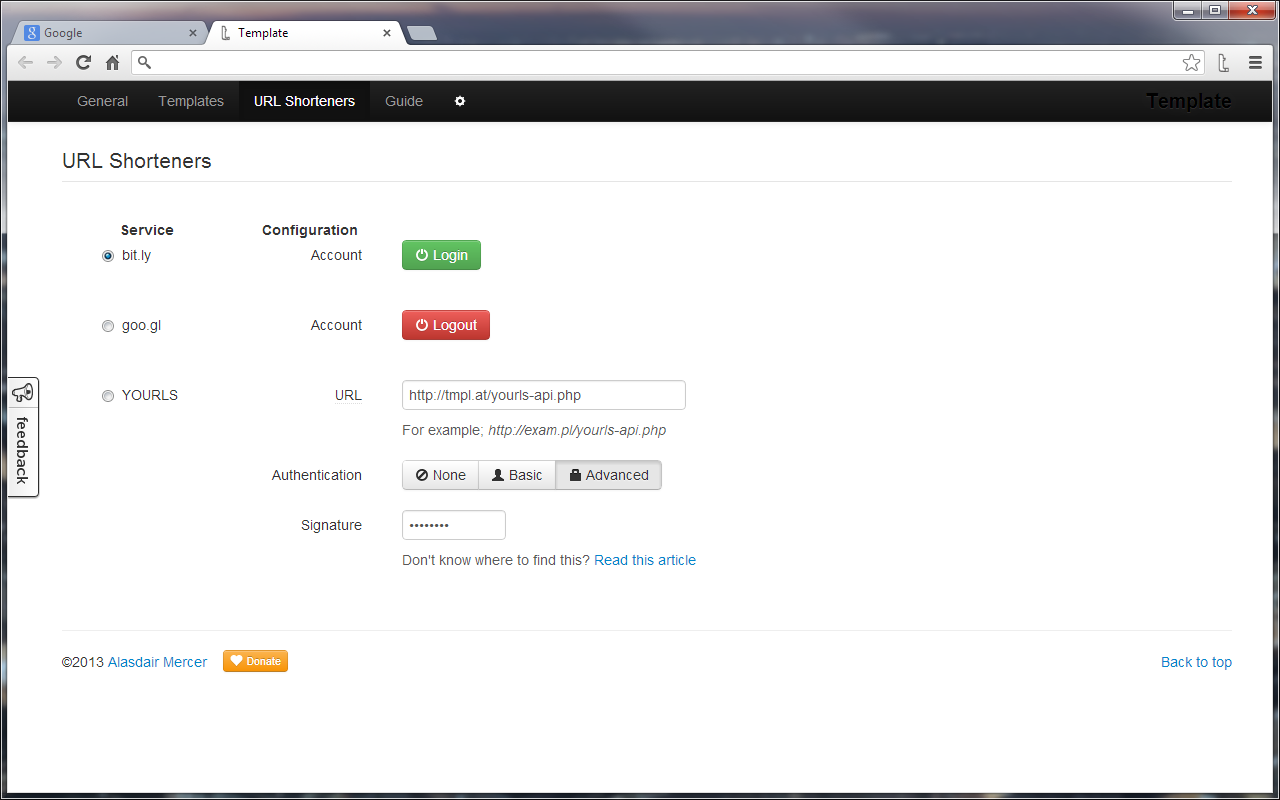 Google
Template
General Templates URL Shorteners Guide Template
URL Shorteners
Service Configuration
bit.ly Account Login
goo.gl Account Logout
YOURLS URL http://tmpl.at/yourls-api.php
For example; http://exam.pl/yourls-api.php
feedback
Authentication None Basic Advanced
Signature ••••••••
Don't know where to find this? Read this article
©2013 Alasdair Mercer Donate Back to top